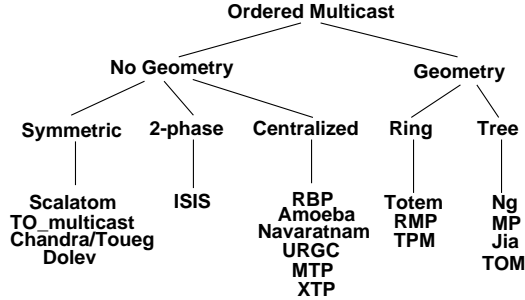 Ordered Multicast
No Geometry
Geometry
Symmetric
2-phase
Centralized
Ring
Tree
Scalatom
TO_multicast
Chandra/Toueg
Dolev
ISIS
RBP
Amoeba
Navaratnam
URGC
MTP
XTP
Totem
RMP
TPM
Ng
MP
Jia
TOM